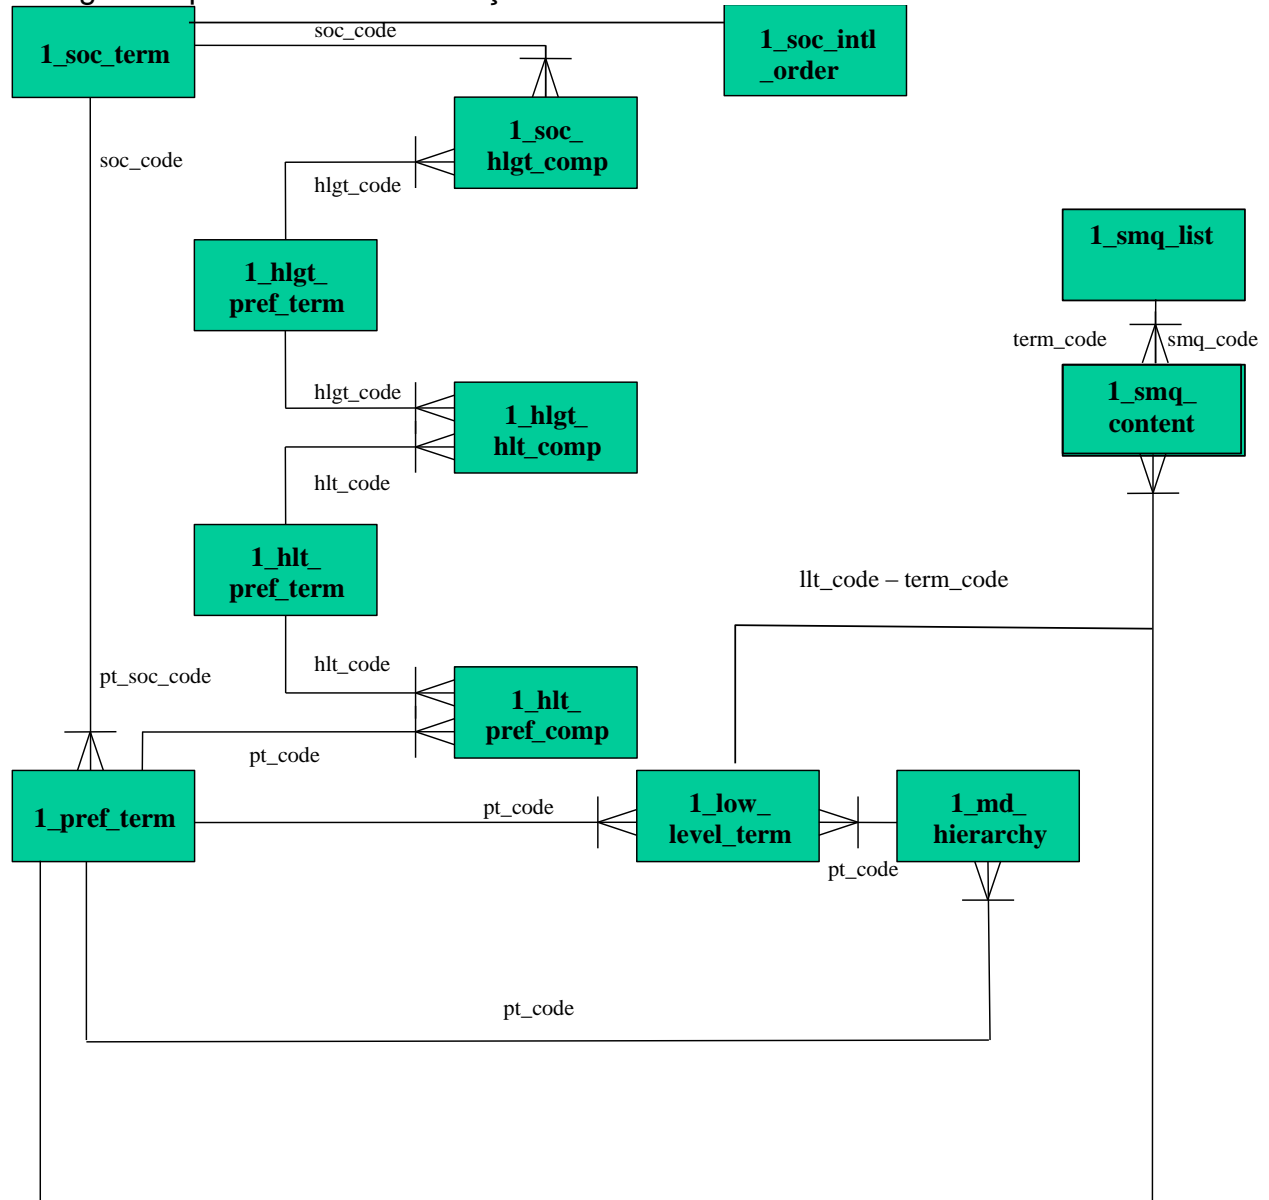 1_soc_term
soc_code
1_soc_intl
_order
1_soc_
hlgt_comp
soc_code
hlgt_code
1_smq_list
1_hlgt_
pref_term
term_code
smq_code
hlgt_code
1_hlgt_
hlt_comp
1_smq_
content
hlt_code
1_hlt_
pref_term
llt_code – term_code
hlt_code
pt_soc_code
1_hlt_
pref_comp
pt_code
1_pref_term
pt_code
1_low_
level_term
1_md_
hierarchy
pt_code
pt_code